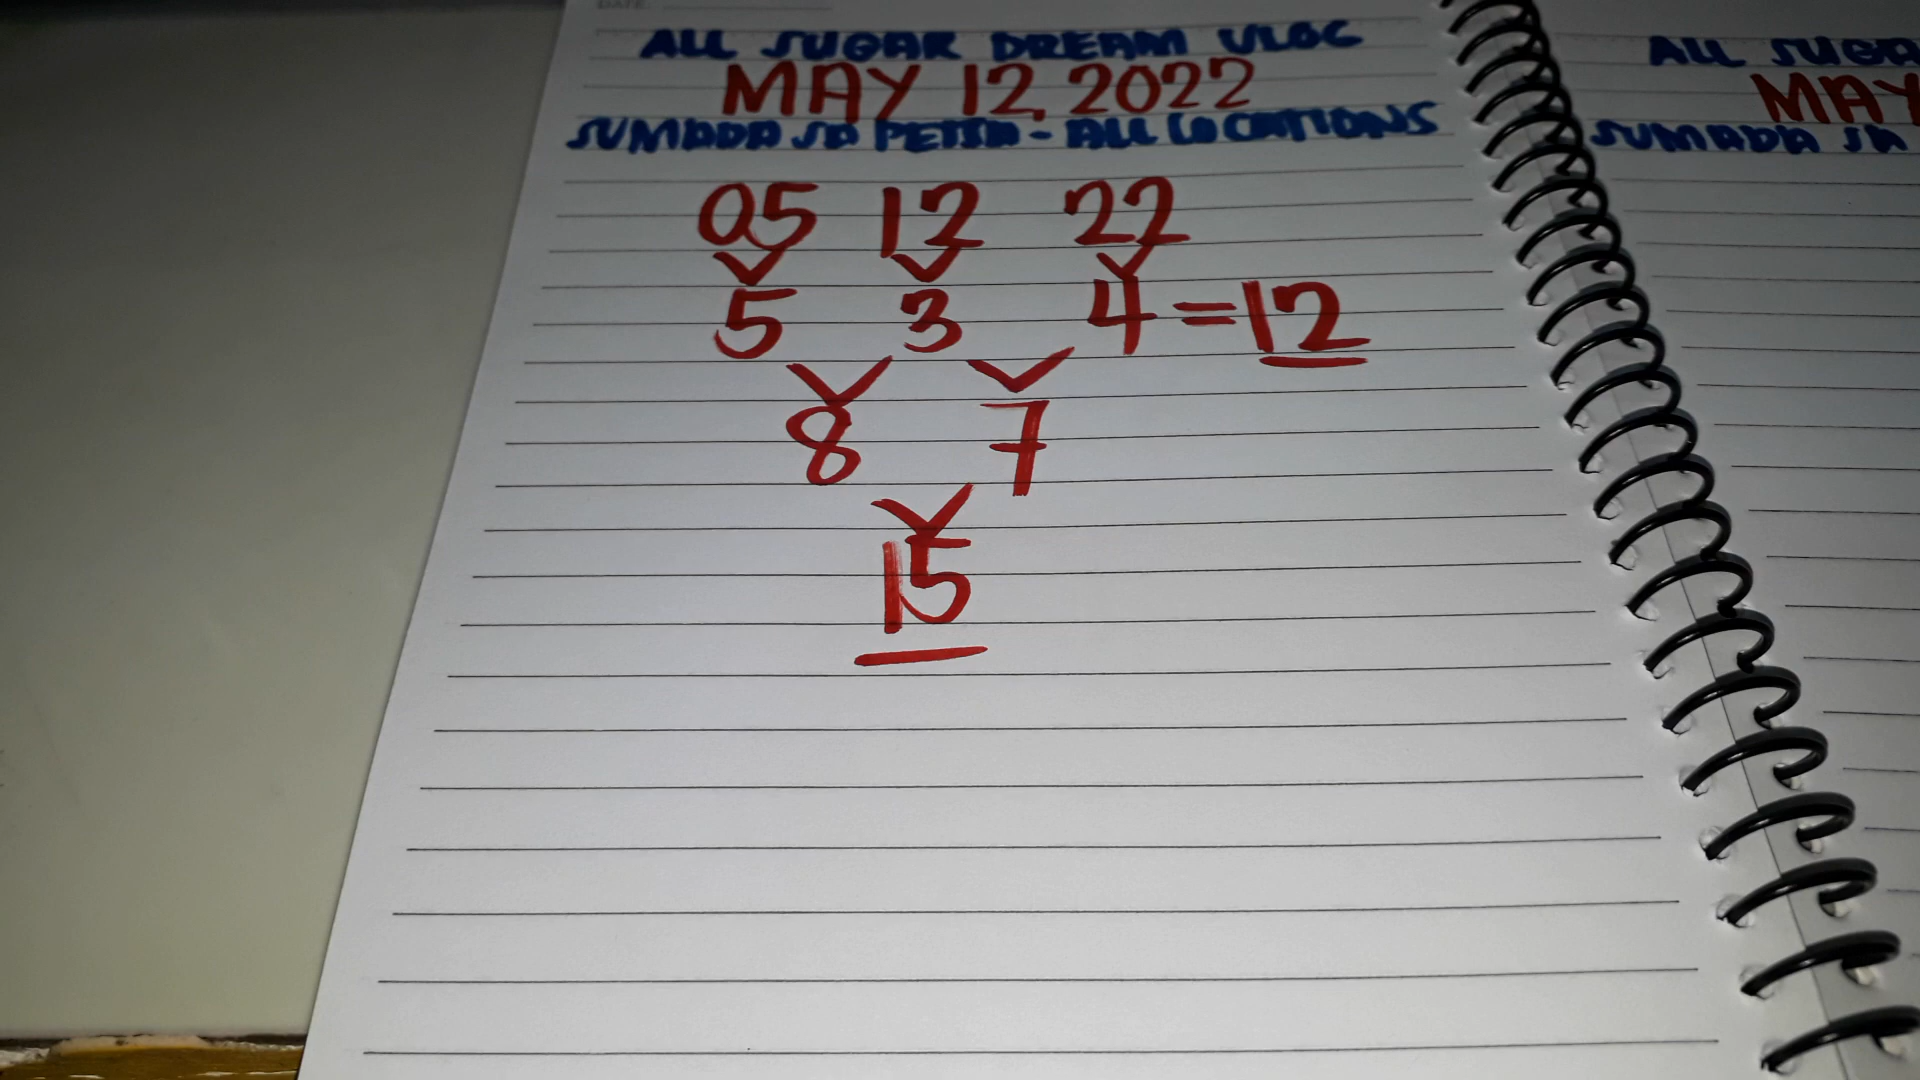 DATE:
ALL SUGAR DREAM VLOG
MAY 12, 2022
SUMADA SA PETSA - ALL LOCATIONS
05 12 22
5 3 4 = 12
8 7
15
ALL SUGA
MAY
SUMADA SA